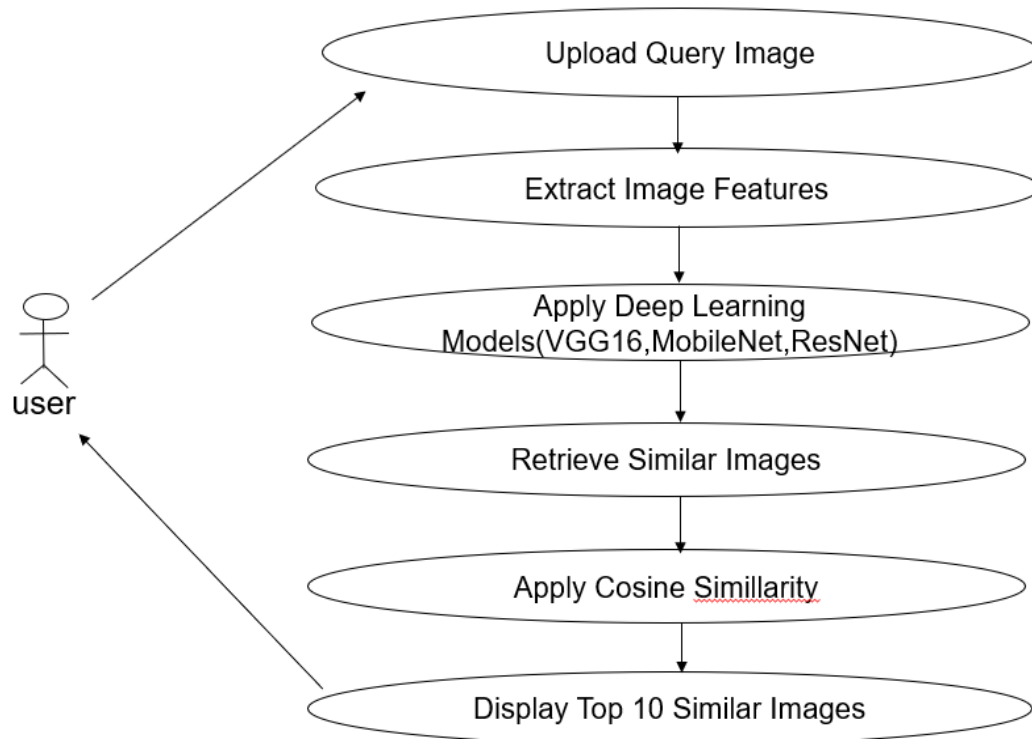 Upload Query Image
Extract Image Features
Apply Deep Learning
Models(VGG16,MobileNet,ResNet)
user
Retrieve Similar Images
Apply Cosine Simillarity
Display Top 10 Similar Images